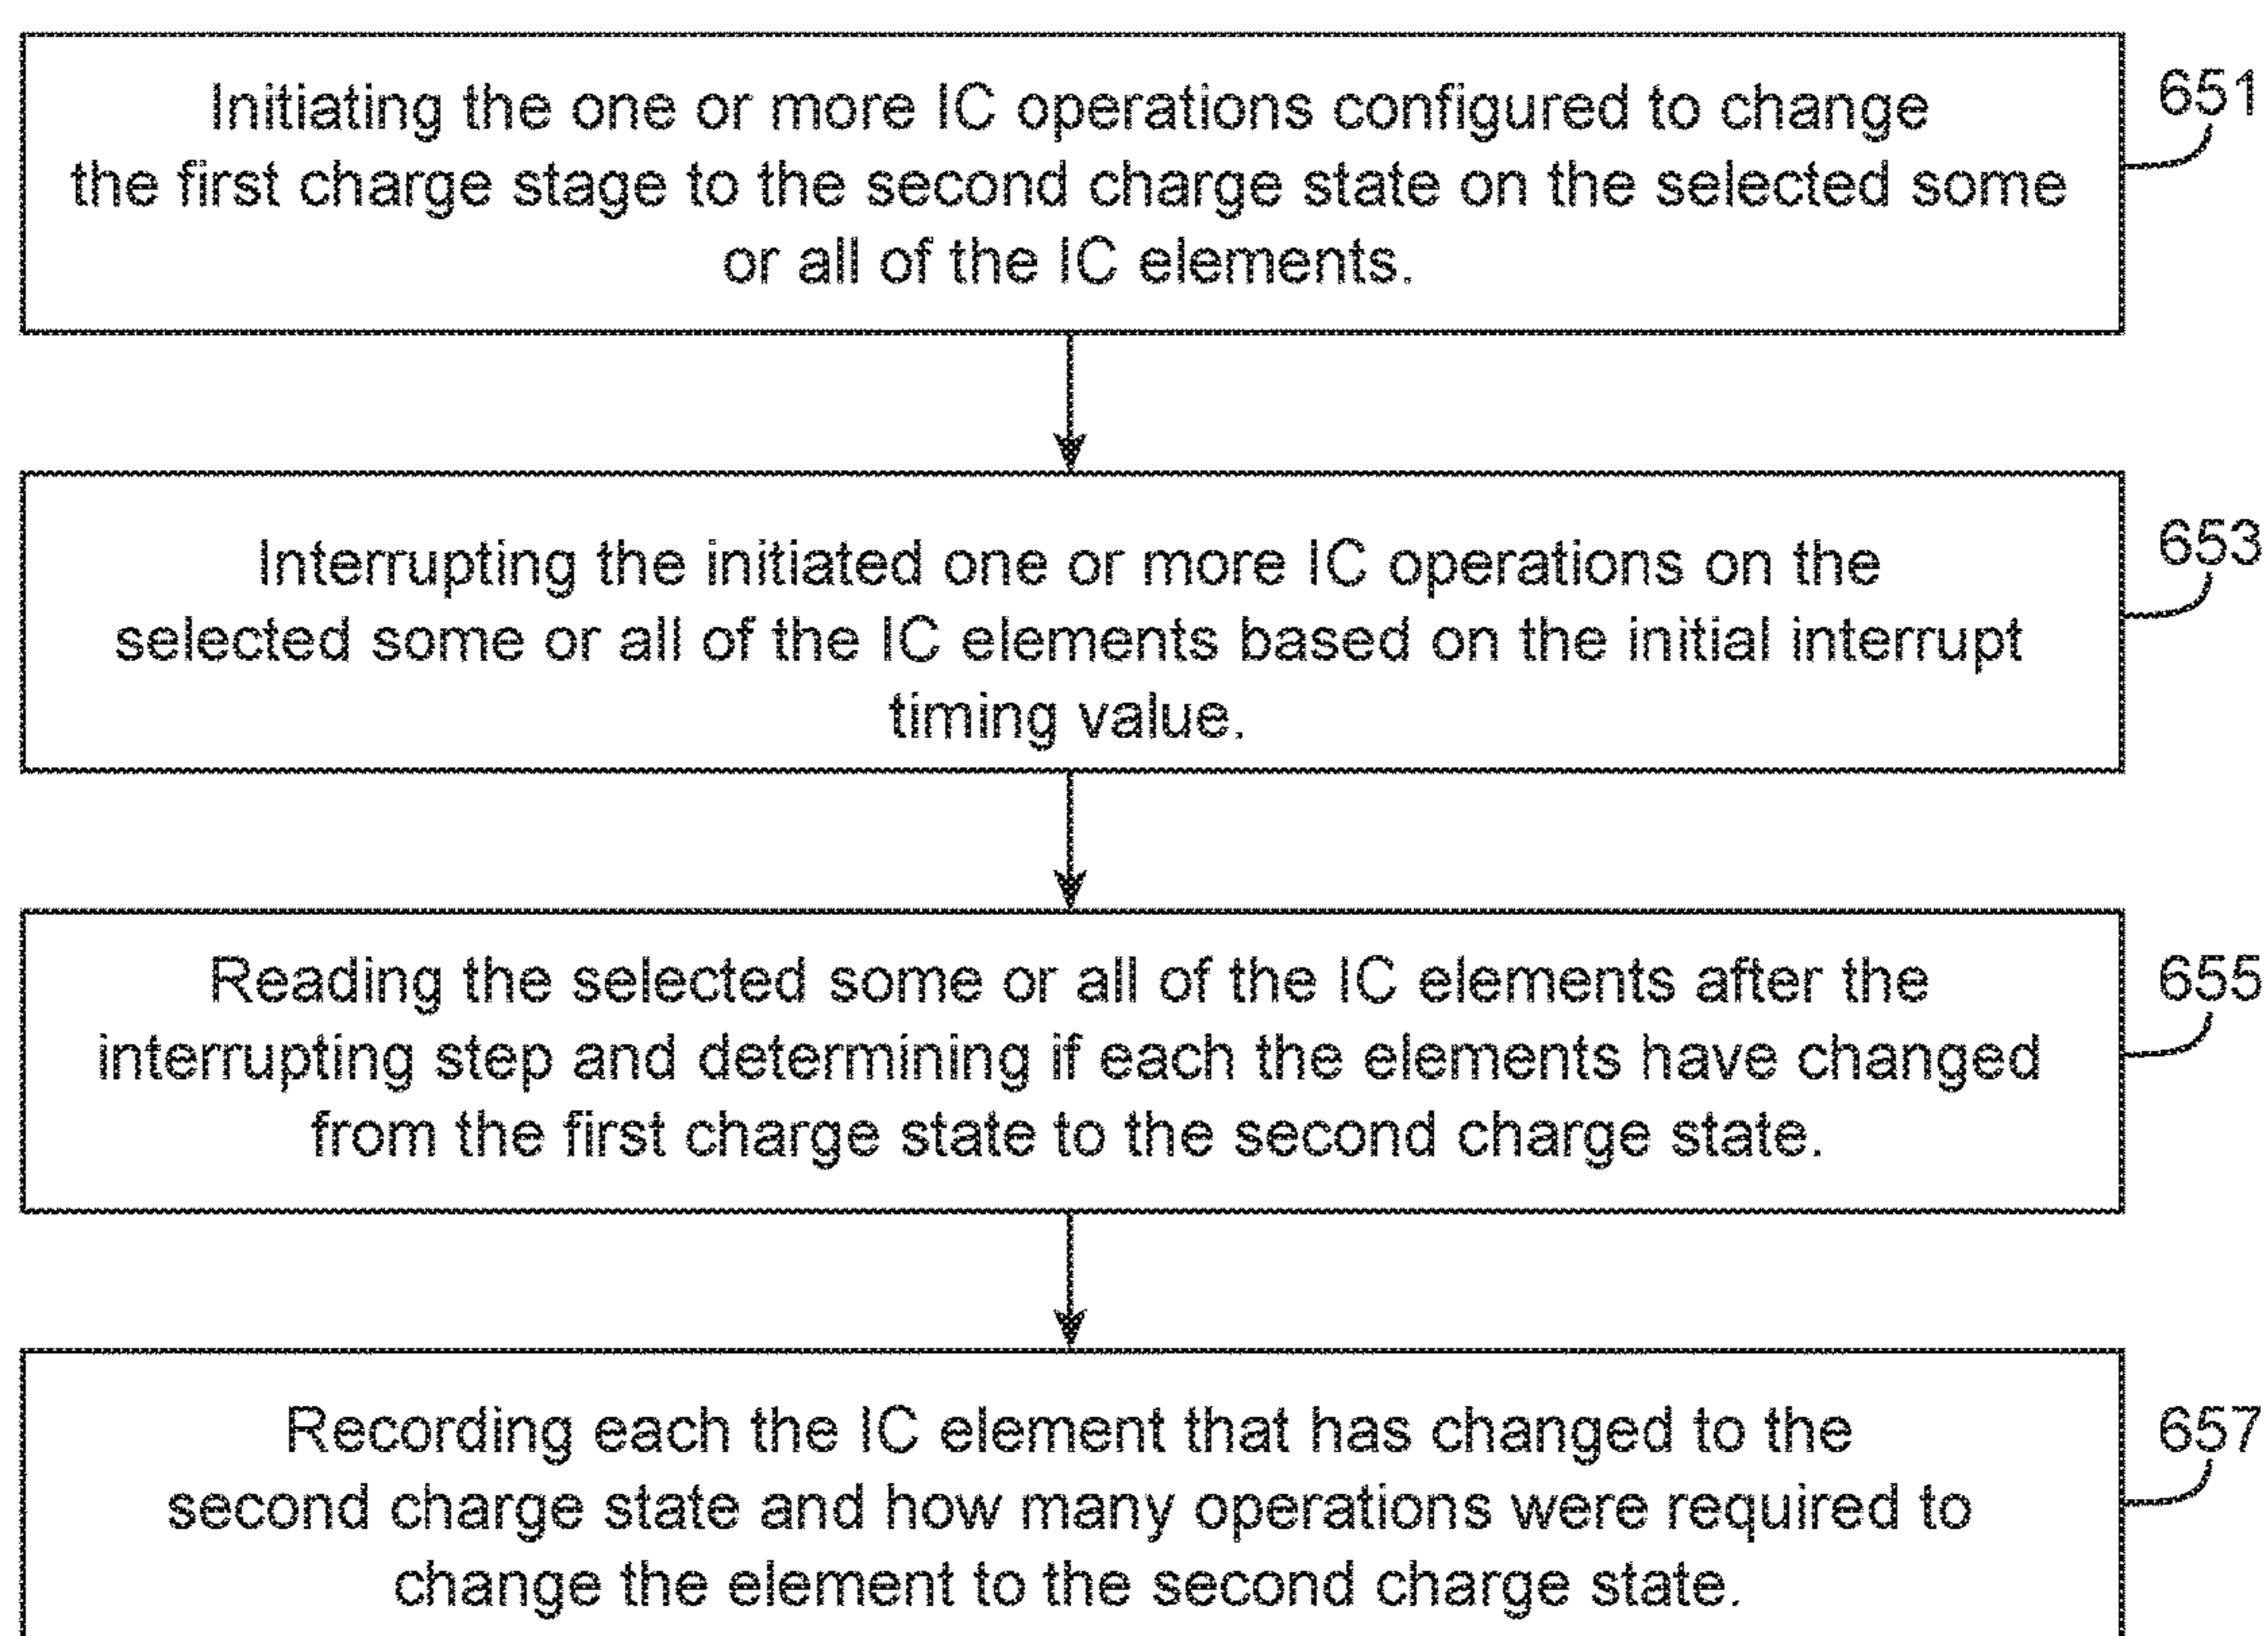 Initiating the one or more IC operations configured to change
the first charge stage to the second charge state on the selected some
or all of the IC elements.
651
Interrupting the initiated one or more IC operations on the
selected some or all of the IC elements based on the initial interrupt
timing value.
653
Reading the selected some or all of the IC elements after the
interrupting step and determining if each the elements have changed
from the first charge state to the second charge state.
655
Recording each the IC element that has changed to the
second charge state and how many operations were required to
change the element to the second charge state.
657